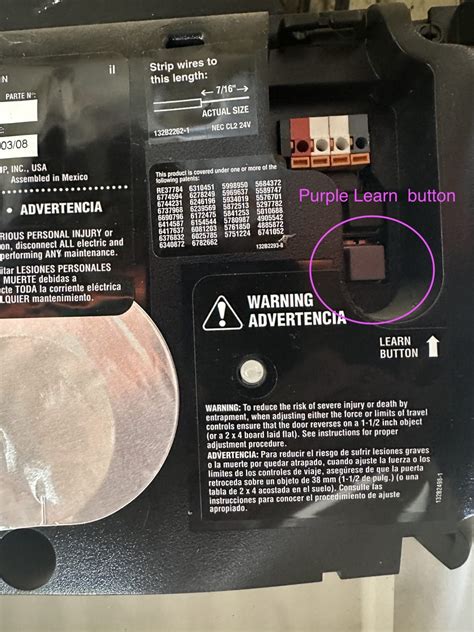 Strip wires to
this length:
7/16"
ACTUAL SIZE
132B2262-1 NEC CL2 24V
PARTE Nº:
03/08
P, INC., USA
Assembled in Mexico
• ADVERTENCIA
RIOUS PERSONAL INJURY or
on, disconnect ALL electric and
performing ANY maintenance.
itar LESIONES PERSONALES
MUERTE debidas a
cte TODA la corriente eléctrica
LQUIER mantenimiento.
This product is covered under one or more of the
following patents:
RE37784 6310451 5998950 5684372
6774594 6278249 5969637 5589747
6744231 6246196 5934019 5576701
6737968 6239569 5872513 5297782
6690796 6172475 5841253 5010688
6414587 6154544 5780987 4905542
6417637 6081203 5761850 4885872
6376832 6025785 5751224 6741052
6340872 6782662
Purple Learn button
WARNING
ADVERTENCIA
LEARN
BUTTON
WARNING: To reduce the risk of severe injury or death by
entrapment, when adjusting either the force or limits of travel
controls ensure that the door reverses on a 1-1/2 inch object
(or a 2 x 4 board laid flat). See instructions for proper
adjustment procedure.
ADVERTENCIA: Para reducir el riesgo de sufrir lesiones graves
o la muerte por quedar atrapado, cuando ajuste la fuerza o los
límites de controles de viaje, asegúrese de que la puerta
retroceda sobre un objeto de 38 mm (1-1/2 de pulg.) (o una
tabla de 2 x 4 acostada en el suelo). Consulte las
instrucciones para conocer el procedimiento de ajuste
apropiado.
132B2498-1